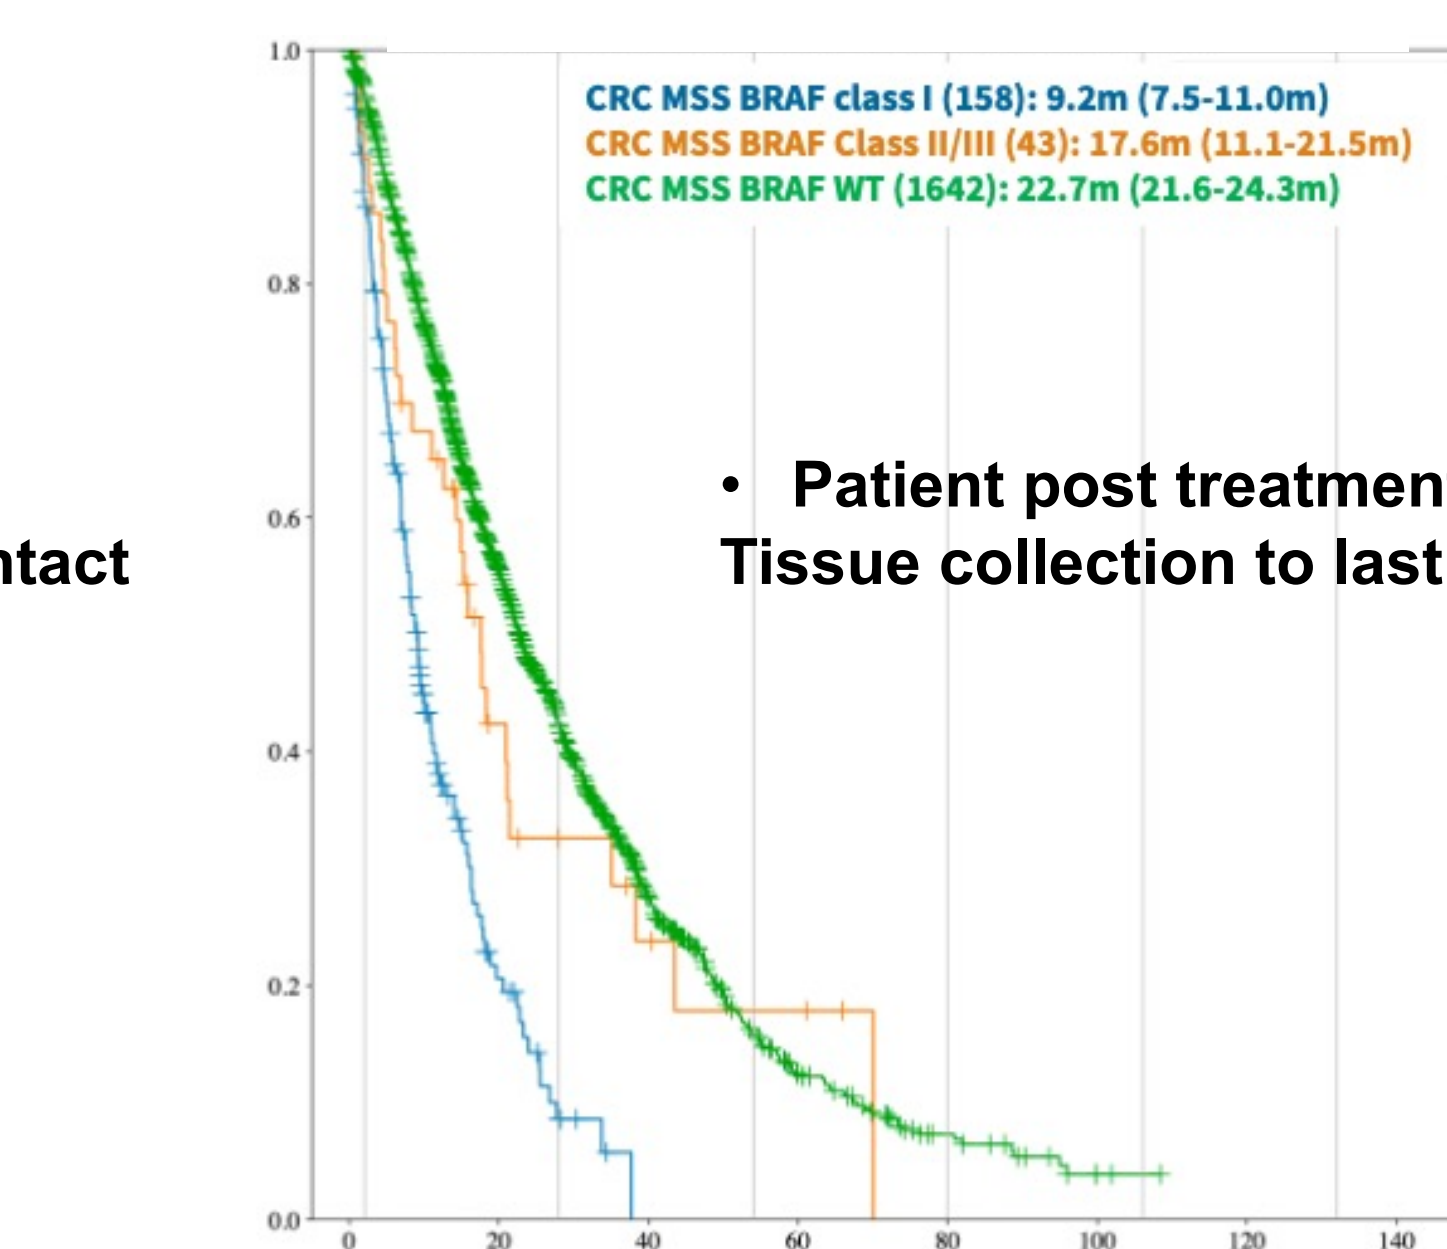 1.0
CRC MSS BRAF class I (158): 9.2m (7.5-11.0m)
CRC MSS BRAF Class II/III (43): 17.6m (11.1-21.5m)
CRC MSS BRAF WT (1642): 22.7m (21.6-24.3m)
0.8
• Patient post treatmen
0.6
ntact
Tissue collection to last
0.4
0.2
0.0
0 20 40 60 80 100 120 140